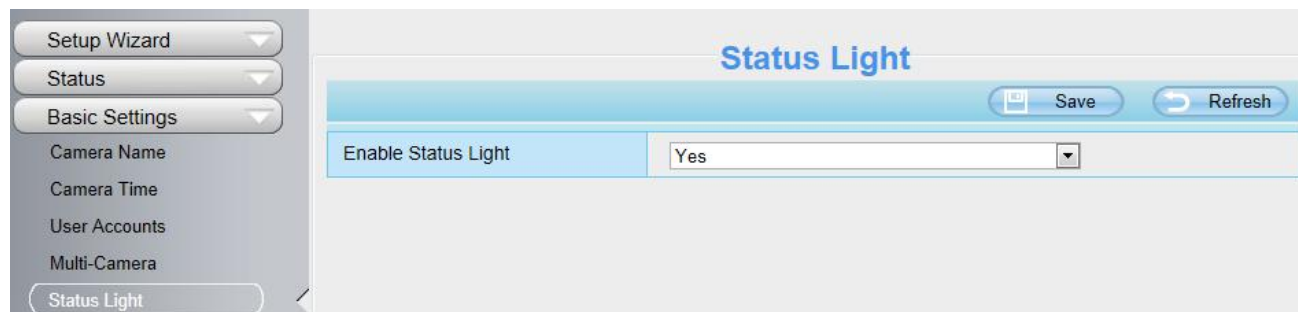 Setup Wizard
Status
Basic Settings
Camera Name
Camera Time
User Accounts
Multi-Camera
Status Light
Status Light
Save Refresh
Enable Status Light Yes